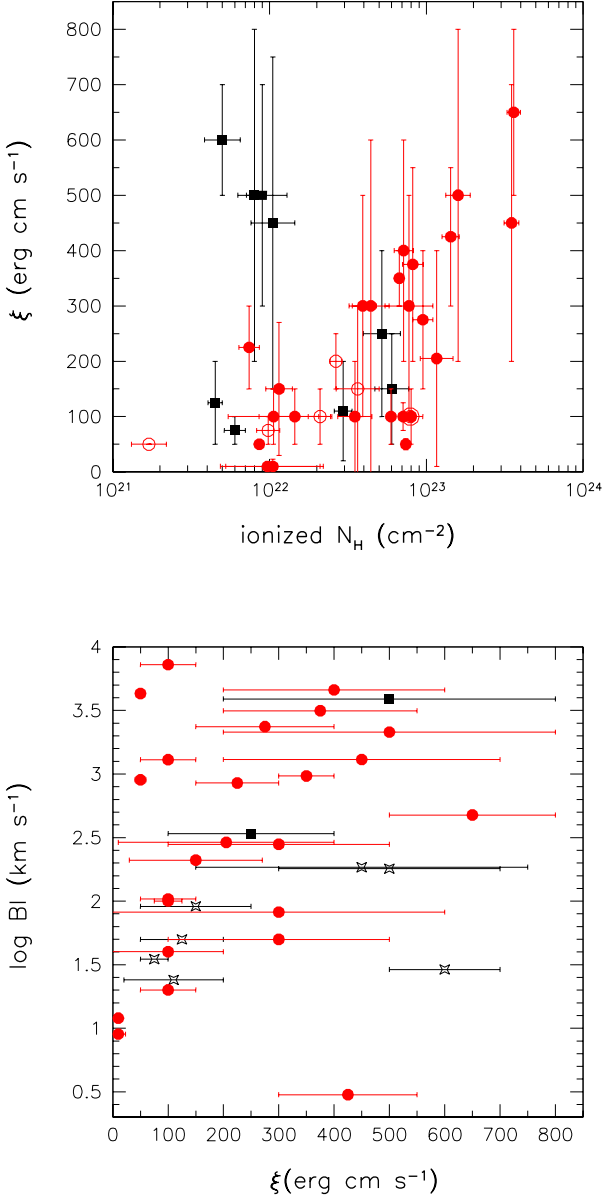 800
700
600
500
400
300
200
100
0
ξ (erg cm s⁻¹)
10²¹ 10²² 10²³ 10²⁴
ionized N_H (cm⁻²)
4
3.5
3
2.5
2
1.5
1
0.5
log BI (km s⁻¹)
0 100 200 300 400 500 600 700 800
ξ(erg cm s⁻¹)